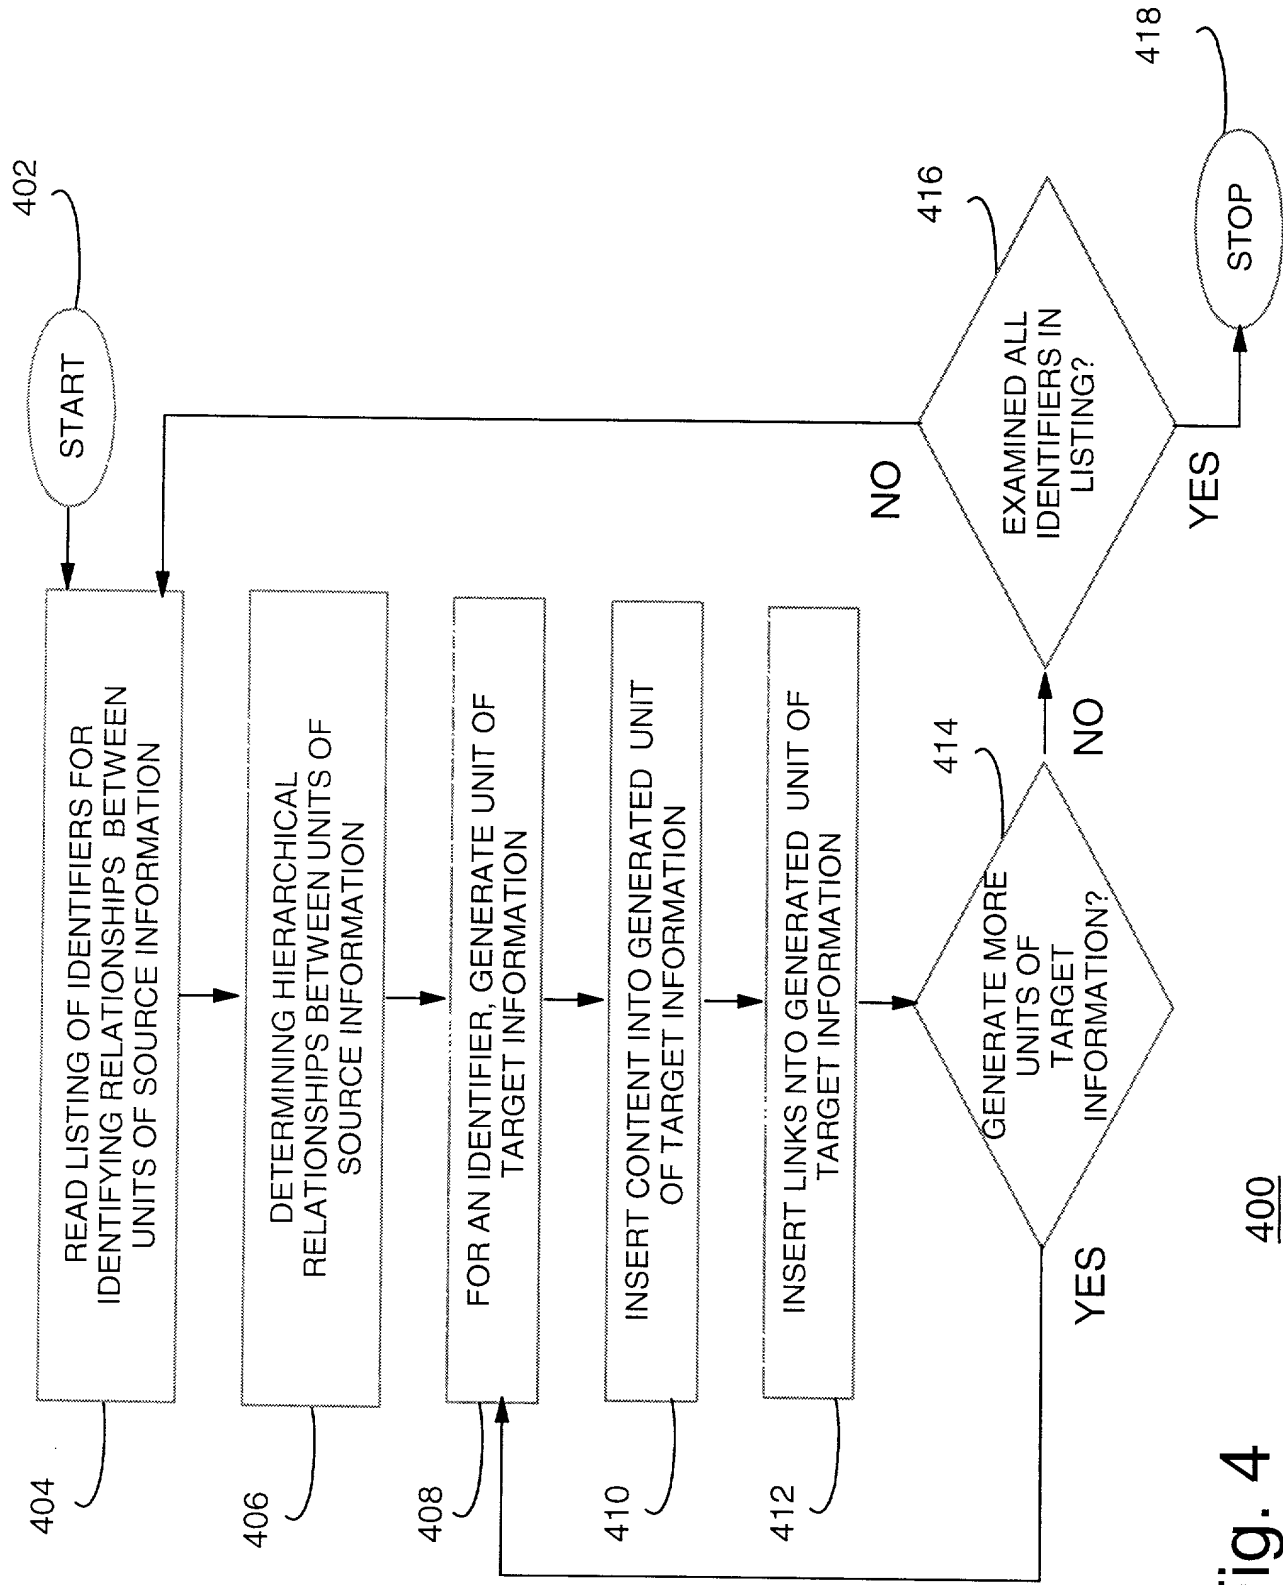 402
START
404
READ LISTING OF IDENTIFIERS FOR
IDENTIFYING RELATIONSHIPS BETWEEN
UNITS OF SOURCE INFORMATION
406
DETERMINING HIERARCHICAL
RELATIONSHIPS BETWEEN UNITS OF
SOURCE INFORMATION
408
FOR AN IDENTIFIER, GENERATE UNIT OF
TARGET INFORMATION
410
INSERT CONTENT INTO GENERATED UNIT
OF TARGET INFORMATION
412
INSERT LINKS NTO GENERATED UNIT OF
TARGET INFORMATION
414
GENERATE MORE
UNITS OF
TARGET
INFORMATION?
YES
NO
416
EXAMINED ALL
IDENTIFIERS IN
LISTING?
NO
YES
418
STOP
400
Fig. 4